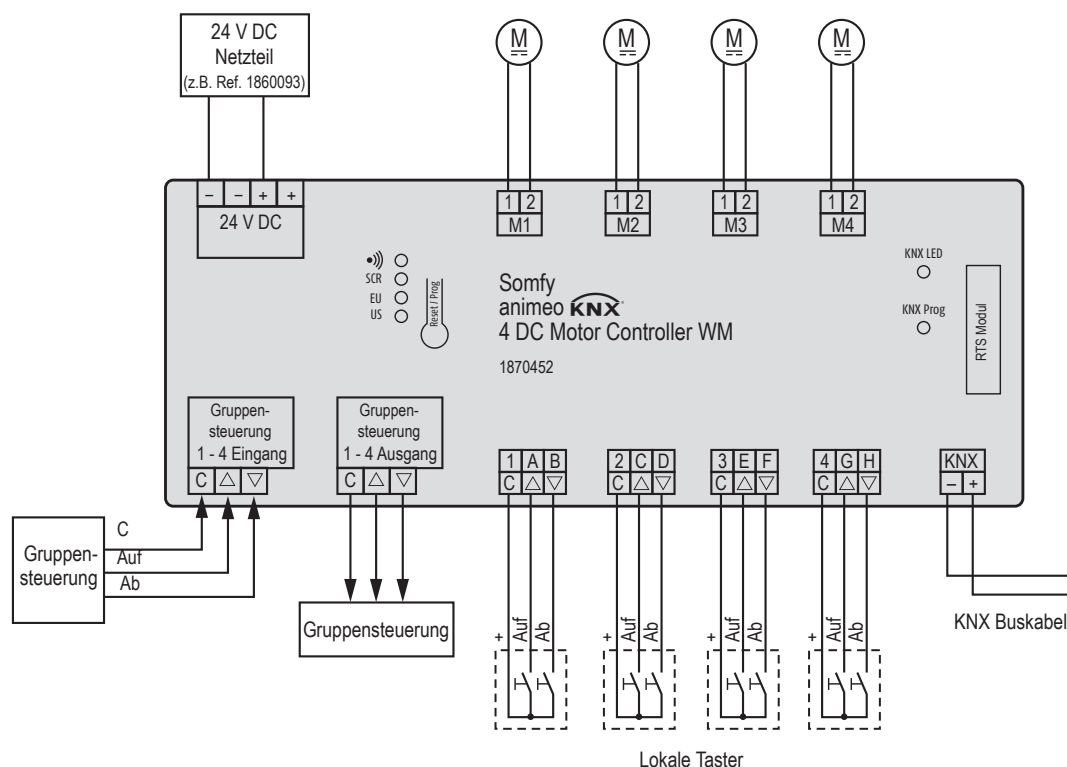 24 V DC
Netzteil
(z.B. Ref. 1860093)
M M M M
– – + +
24 V DC
1 2 1 2 1 2 1 2
M1 M2 M3 M4
SCR
EU
US
Reset / Prog
Somfy
animeo KNX
4 DC Motor Controller WM
1870452
KNX LED
KNX Prog
RTS Modul
Gruppen-
steuerung
1 - 4 Eingang
C △ ▽
Gruppen-
steuerung
1 - 4 Ausgang
C △ ▽
1 A B
C △ ▽
2 C D
C △ ▽
3 E F
C △ ▽
4 G H
C △ ▽
KNX
– +
Gruppen-
steuerung
C
Auf
Ab
Gruppensteuerung
+ Auf Ab
+ Auf Ab
+ Auf Ab
+ Auf Ab
KNX Buskabel
Lokale Taster